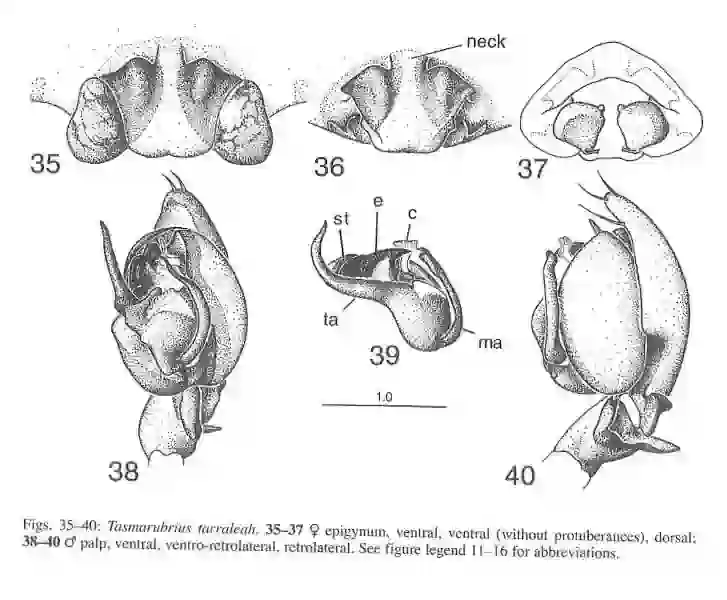 neck
35
36
37
st
e
c
ta
39
ma
1.0
38
40
Figs. 35–40: Tasmarubrius tarraleah. 35–37 ♀ epigynum, ventral, ventral (without protuberances), dorsal;
38–40 ♂ palp, ventral, ventro-retrolateral, retrolateral. See figure legend 11–16 for abbreviations.